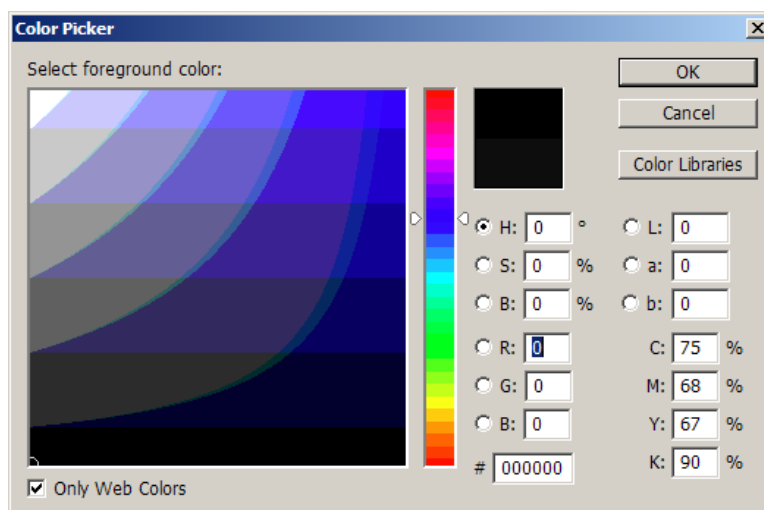 Color Picker
Select foreground color:
OK
Cancel
Color Libraries
H: 0 °
L: 0
S: 0 %
a: 0
B: 0 %
b: 0
R: 0
C: 75 %
G: 0
M: 68 %
B: 0
Y: 67 %
# 000000
K: 90 %
Only Web Colors